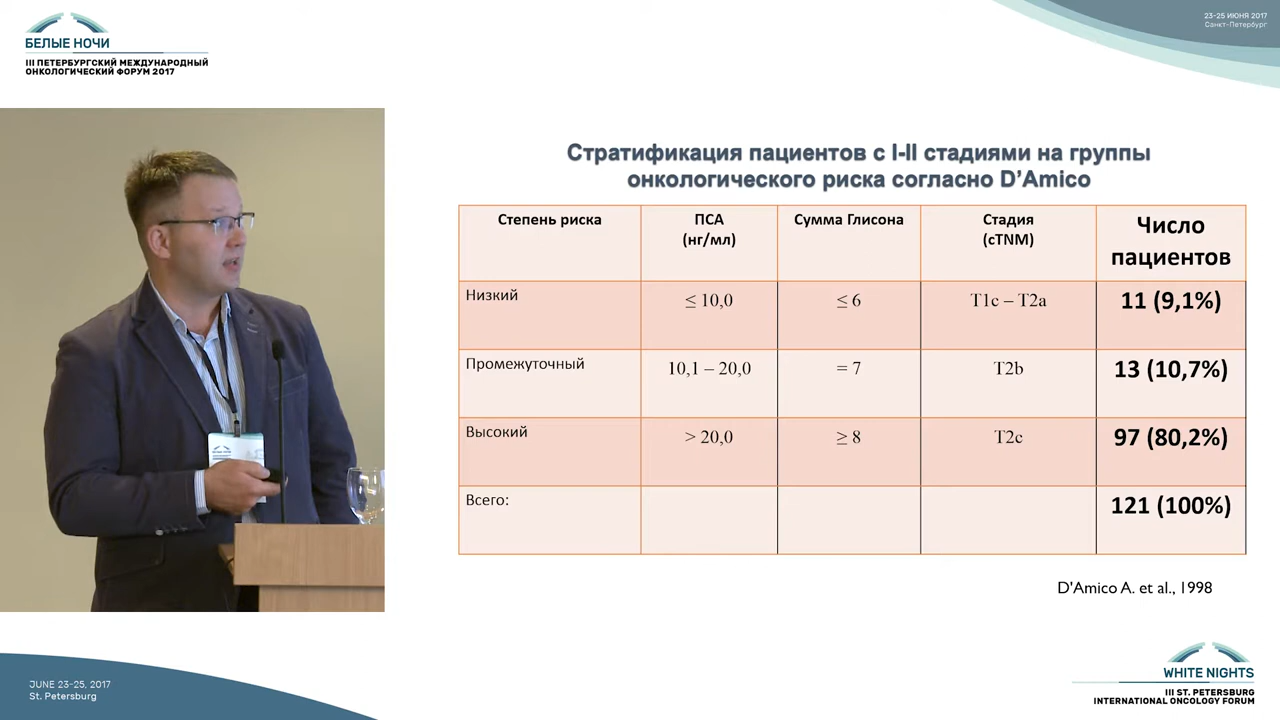 БЕЛЫЕ НОЧИ
III ПЕТЕРБУРГСКИЙ МЕЖДУНАРОДНЫЙ
ОНКОЛОГИЧЕСКИЙ ФОРУМ 2017
23-25 ИЮНЯ 2017
Санкт-Петербург
Стратификация пациентов с I-II стадиями на группы
онкологического риска согласно D’Amico
Степень риска ПСА (нг/мл) Сумма Глисона Стадия (cTNM) Число пациентов
Низкий ≤ 10,0 ≤ 6 T1c – T2a 11 (9,1%)
Промежуточный 10,1 – 20,0 = 7 T2b 13 (10,7%)
Высокий > 20,0 ≥ 8 T2c 97 (80,2%)
Всего: 121 (100%)
D'Amico A. et al., 1998
JUNE 23-25, 2017
St. Petersburg
WHITE NIGHTS
III ST. PETERSBURG
INTERNATIONAL ONCOLOGY FORUM